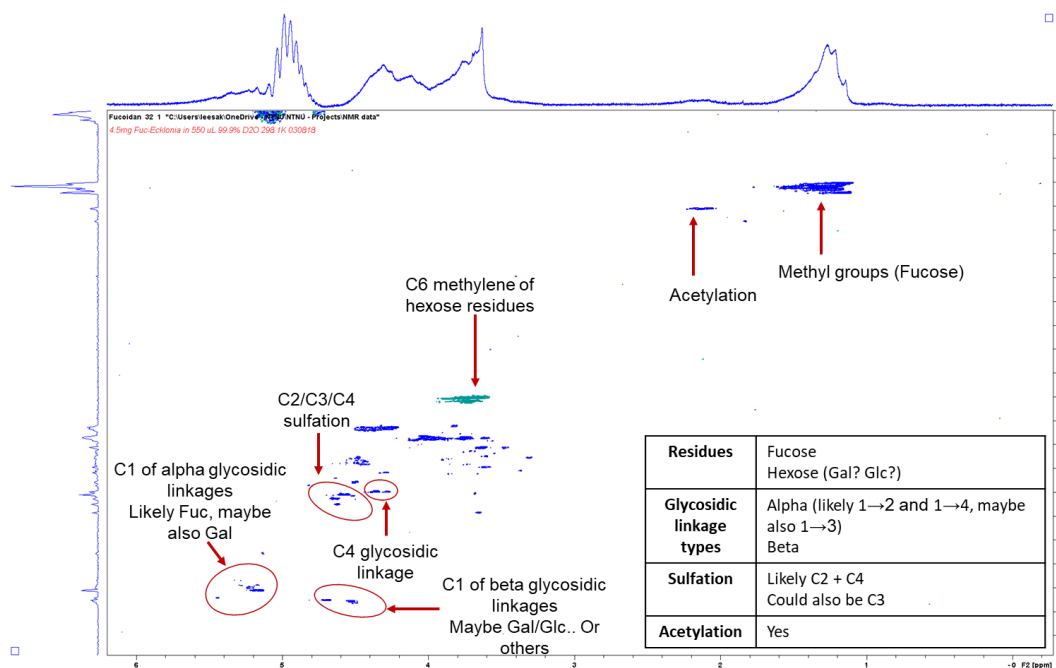 Fucoidan 32 1 "C:\Users\leesak\OneDrive - NTNU\NTNU - Projects\NMR data"
4.5mg Fuc-Ecklonia in 550 uL 99.9% D2O 298.1K 030818
Methyl groups (Fucose)
Acetylation
C6 methylene of
hexose residues
C2/C3/C4
sulfation
C1 of alpha glycosidic
linkages
Likely Fuc, maybe
also Gal
C4 glycosidic
linkage
C1 of beta glycosidic
linkages
Maybe Gal/Glc.. Or
others
Residues
Fucose
Hexose (Gal? Glc?)
Glycosidic
linkage
types
Alpha (likely 1→2 and 1→4, maybe
also 1→3)
Beta
Sulfation
Likely C2 + C4
Could also be C3
Acetylation
Yes
6 5 4 3 2 1 -0 F2 [ppm]